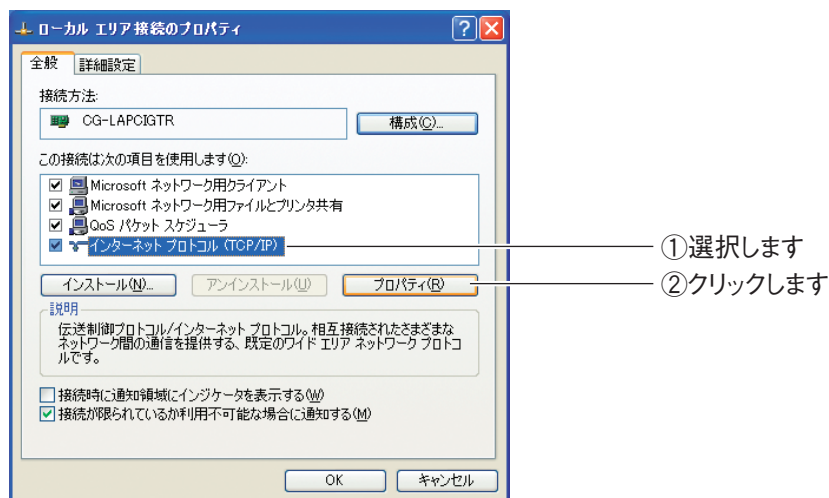 ローカル エリア接続のプロパティ
全般 詳細設定
接続方法:
CG-LAPCIGTR 構成(C)...
この接続は次の項目を使用します(O):
Microsoft ネットワーク用クライアント
Microsoft ネットワーク用ファイルとプリンタ共有
QoS パケット スケジューラ
インターネット プロトコル (TCP/IP)
①選択します
インストール(N)... アンインストール(U) プロパティ(R)
②クリックします
説明
伝送制御プロトコル/インターネット プロトコル。相互接続されたさまざまな
ネットワーク間の通信を提供する、既定のワイド エリア ネットワーク プロトコ
ルです。
接続時に通知領域にインジケータを表示する(W)
接続が限られているか利用不可能な場合に通知する(M)
OK キャンセル